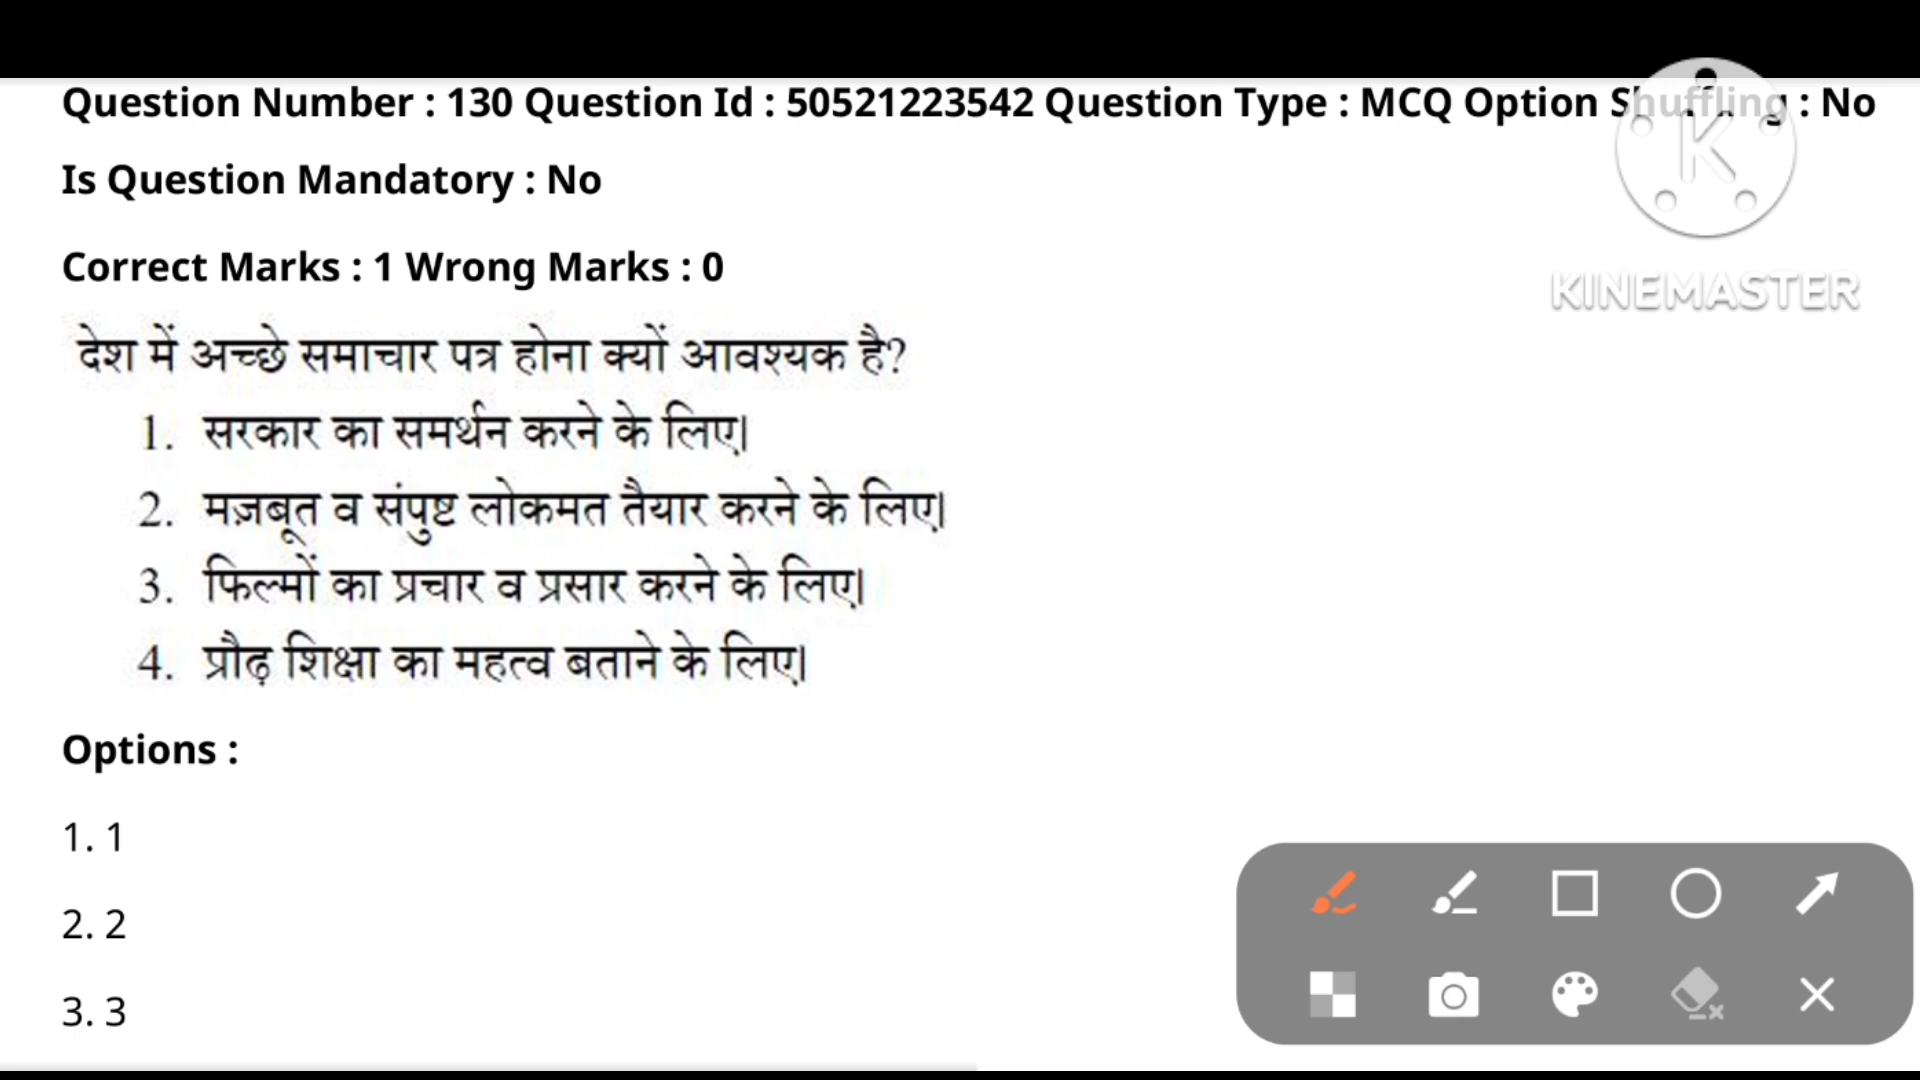 Question Number : 130 Question Id : 50521223542 Question Type : MCQ Option Shuffling : No
Is Question Mandatory : No
Correct Marks : 1 Wrong Marks : 0
KINEMASTER
देश में अच्छे समाचार पत्र होना क्यों आवश्यक है?
1. सरकार का समर्थन करने के लिए|
2. मज़बूत व संपुष्ट लोकमत तैयार करने के लिए|
3. फिल्मों का प्रचार व प्रसार करने के लिए|
4. प्रौढ़ शिक्षा का महत्व बताने के लिए|
Options :
1. 1
2. 2
3. 3